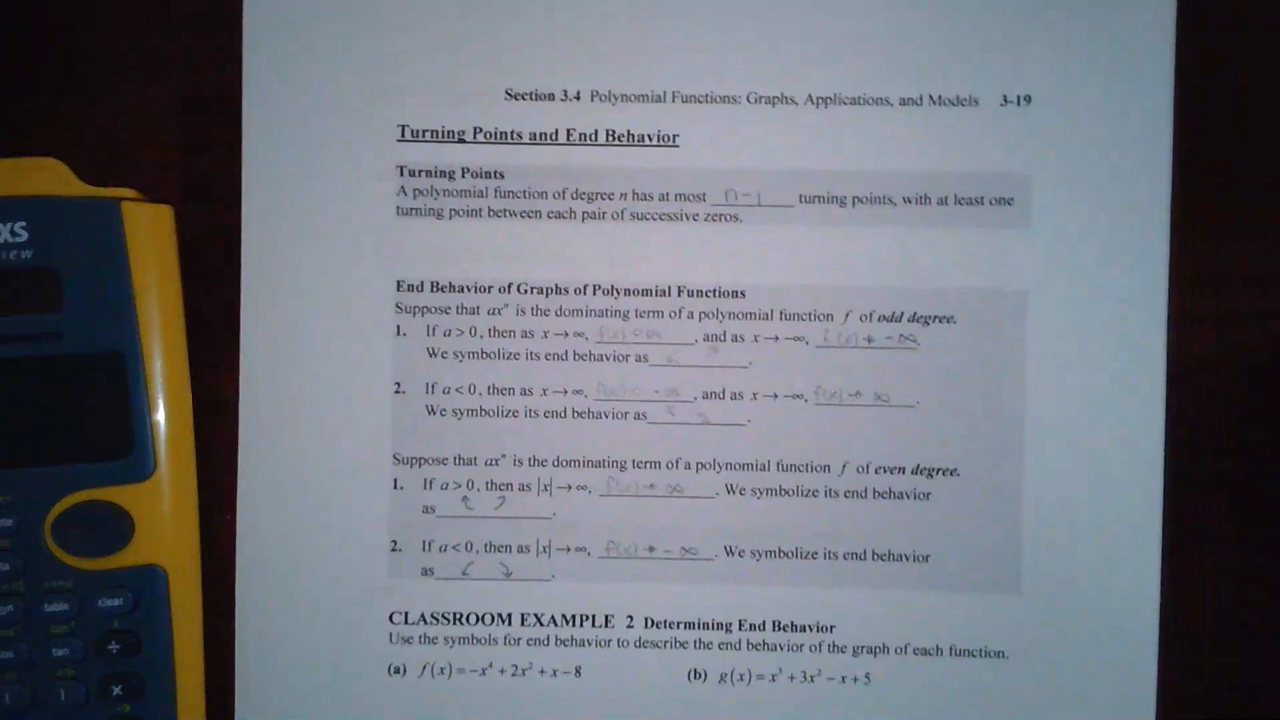 Section 3.4 Polynomial Functions: Graphs, Applications, and Models 3-19
Turning Points and End Behavior
Turning Points
A polynomial function of degree n has at most n-1 turning points, with at least one
turning point between each pair of successive zeros.
End Behavior of Graphs of Polynomial Functions
Suppose that axⁿ is the dominating term of a polynomial function f of odd degree.
1. If a > 0, then as x → ∞, f(x) → ∞, and as x → -∞, f(x) → -∞.
We symbolize its end behavior as ↙ ↗.
2. If a < 0, then as x → ∞, f(x) → -∞, and as x → -∞, f(x) → ∞.
We symbolize its end behavior as ↖ ↘.
Suppose that axⁿ is the dominating term of a polynomial function f of even degree.
1. If a > 0, then as |x| → ∞, f(x) → ∞. We symbolize its end behavior
as ↖ ↗.
2. If a < 0, then as |x| → ∞, f(x) → -∞. We symbolize its end behavior
as ↙ ↘.
CLASSROOM EXAMPLE 2 Determining End Behavior
Use the symbols for end behavior to describe the end behavior of the graph of each function.
(a) f(x) = -x⁴ + 2x² + x - 8 (b) g(x) = x³ + 3x² - x + 5
XS
table
clear
tan
÷
(
)
×